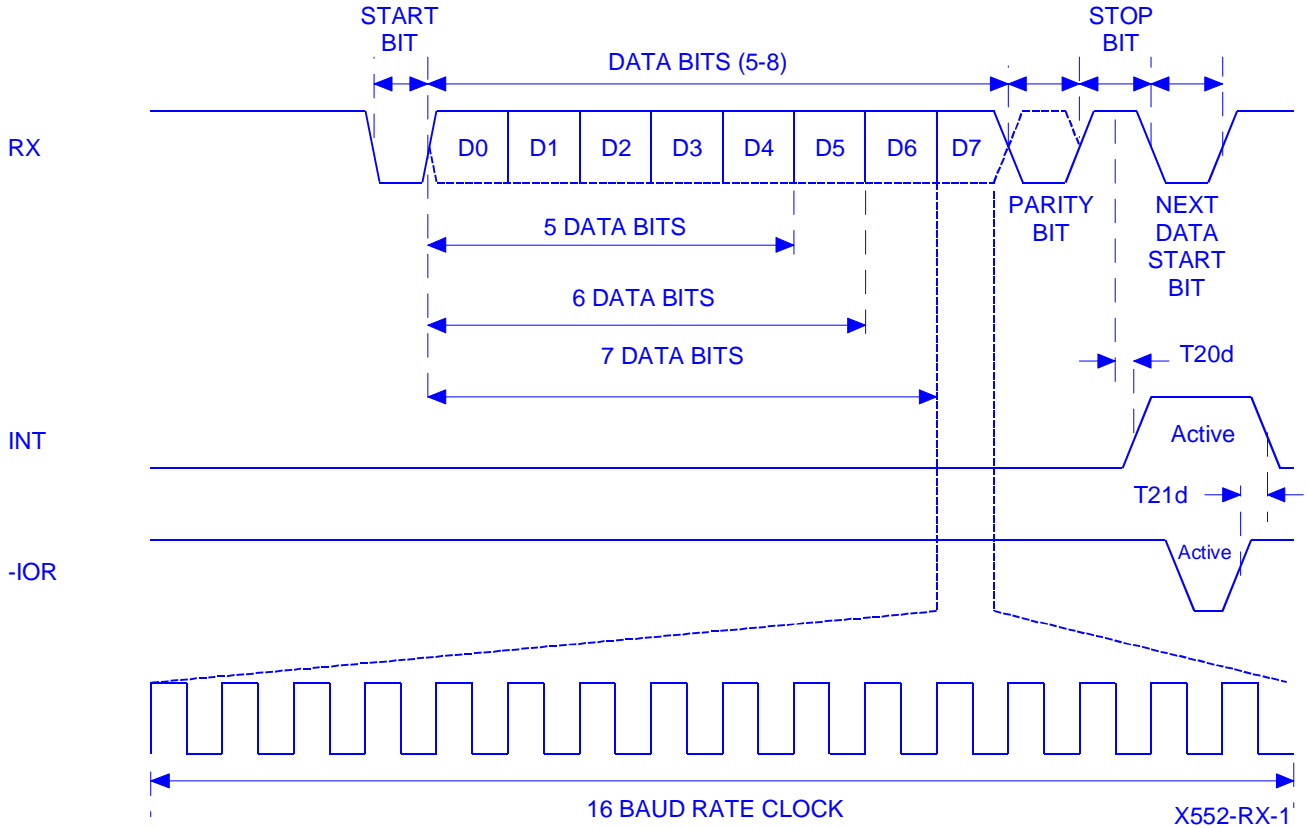 START
BIT
DATA BITS (5-8)
STOP
BIT
RX
D0 D1 D2 D3 D4 D5 D6 D7
PARITY
BIT
NEXT
DATA
START
BIT
5 DATA BITS
6 DATA BITS
7 DATA BITS
T20d
INT
Active
T21d
-IOR
Active
16 BAUD RATE CLOCK
X552-RX-1